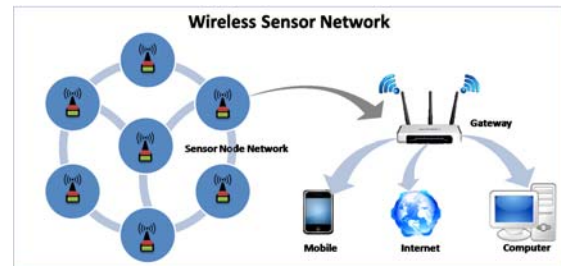 Wireless Sensor Network
Gateway
Sensor Node Network
Mobile
Internet
Computer